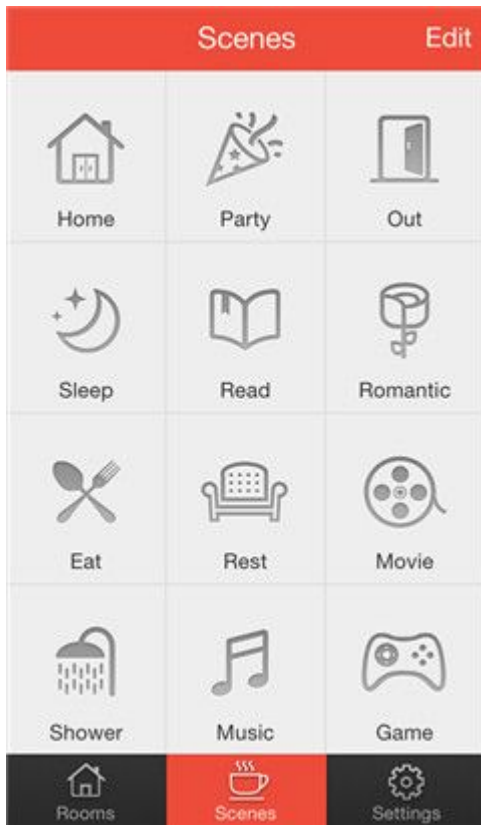 Scenes Edit
Home Party Out
Sleep Read Romantic
Eat Rest Movie
Shower Music Game
Rooms Scenes Settings